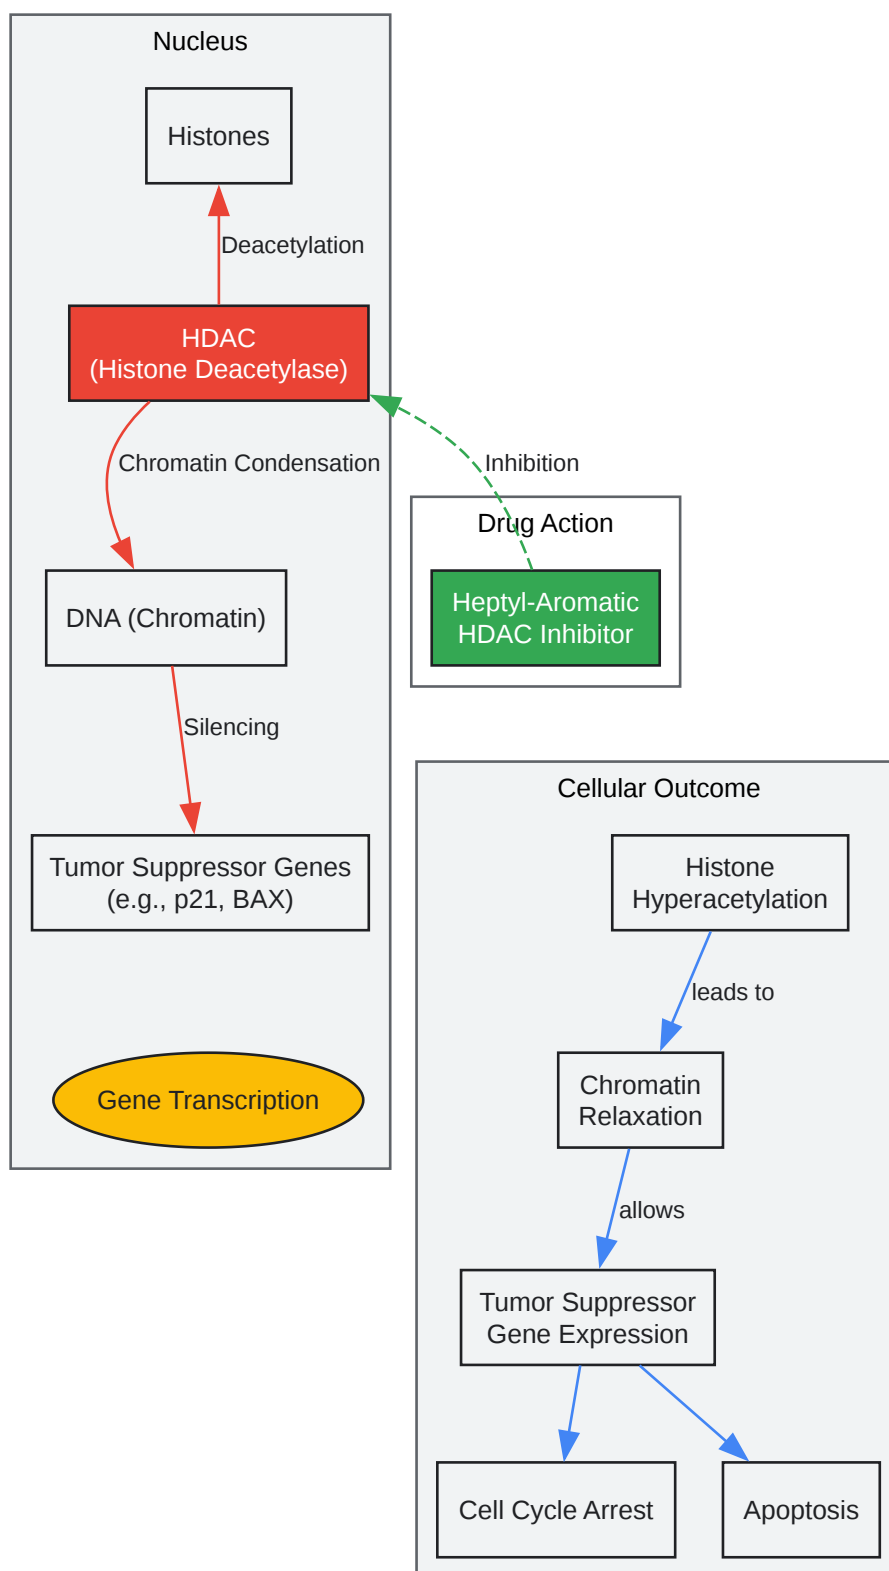 Nucleus
Histones
Deacetylation
HDAC
(Histone Deacetylase)
Chromatin Condensation
Inhibition
Drug Action
Heptyl-Aromatic
HDAC Inhibitor
DNA (Chromatin)
Silencing
Tumor Suppressor Genes
(e.g., p21, BAX)
Gene Transcription
Cellular Outcome
Histone
Hyperacetylation
leads to
Chromatin
Relaxation
allows
Tumor Suppressor
Gene Expression
Cell Cycle Arrest
Apoptosis